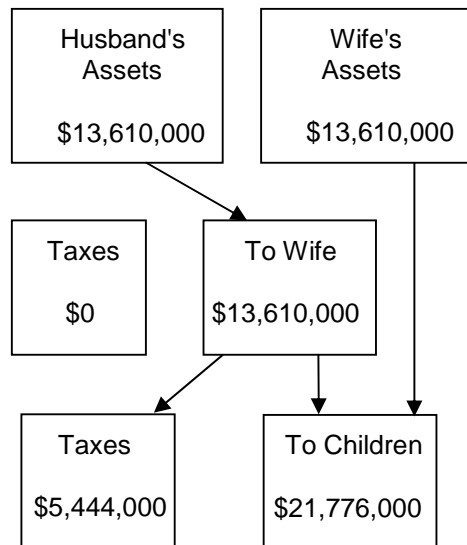 Husband's
Assets
$13,610,000
Wife's
Assets
$13,610,000
Taxes
$0
To Wife
$13,610,000
Taxes
$5,444,000
To Children
$21,776,000